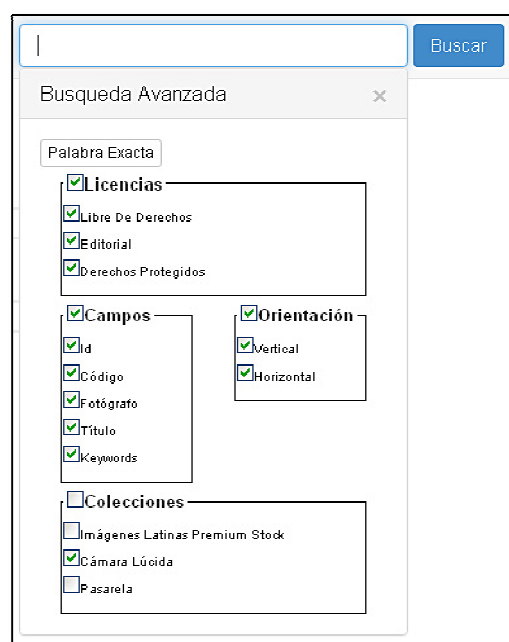 Buscar
Busqueda Avanzada ×
Palabra Exacta
Licencias
Libre De Derechos
Editorial
Derechos Protegidos
Campos
Id
Código
Fotógrafo
Título
Keywords
Orientación
Vertical
Horizontal
Colecciones
Imágenes Latinas Premium Stock
Cámara Lúcida
Pasarela